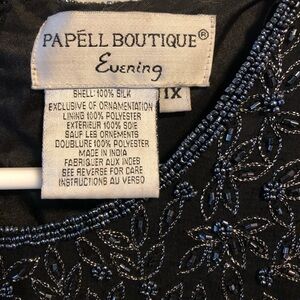 PAPÉLL BOUTIQUE®
Evening
1X
SHELL: 100% SILK
EXCLUSIVE OF ORNAMENTATION
LINING 100% POLYESTER
EXTERIEUR 100% SOIE
SAUF LES ORNEMENTS
DOUBLURE 100% POLYESTER
MADE IN INDIA
FABRIQUER AUX INDES
SEE REVERSE FOR CARE
INSTRUCTIONS AU VERSO